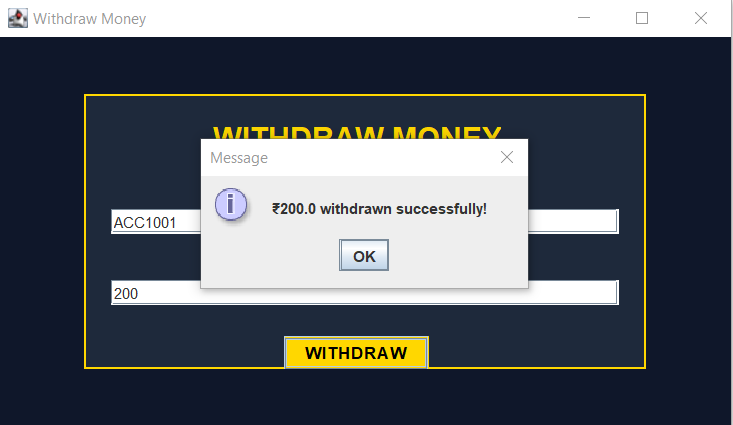 Withdraw Money
WITHDRAW MONEY
Message
₹200.0 withdrawn successfully!
ACC1001
OK
200
WITHDRAW